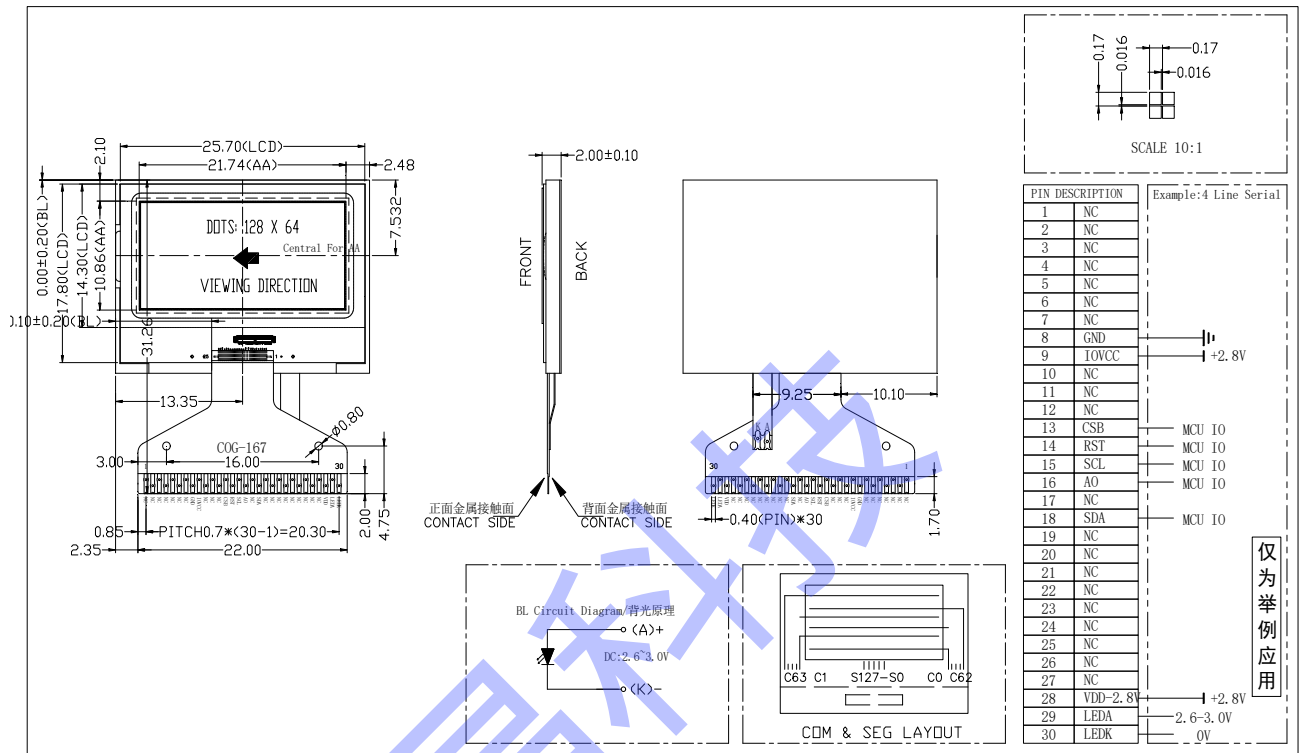 25.70(LCD)
21.74(AA)
2.10
2.48
0.00±0.20(BL)
17.80(LCD)
14.30(LCD)
10.86(AA)
31.26
7.532
DOTS: 128 X 64
Central For AA
VIEWING DIRECTION
0.10±0.20(BL)
13.35
Ø0.80
COG-167
3.00
16.00
1
30
0.85
PITCH0.7*(30-1)=20.30
2.35
22.00
2.00
4.75
2.00±0.10
FRONT
BACK
正面金属接触面
CONTACT SIDE
背面金属接触面
CONTACT SIDE
9.25
10.10
K A
30
1
0.40(PIN)*30
1.70
BL Circuit Diagram/背光原理
(A)+
DC:2.6~3.0V
(K)-
C63 C1 S127-S0 C0 C62
COM & SEG LAYOUT
0.17
0.016
0.17
0.016
SCALE 10:1
PIN DESCRIPTION
Example:4 Line Serial
1 NC
2 NC
3 NC
4 NC
5 NC
6 NC
7 NC
8 GND
9 IOVCC +2.8V
10 NC
11 NC
12 NC
13 CSB MCU IO
14 RST MCU IO
15 SCL MCU IO
16 AO MCU IO
17 NC
18 SDA MCU IO
19 NC
20 NC
21 NC
22 NC
23 NC
24 NC
25 NC
26 NC
27 NC
28 VDD-2.8V +2.8V
29 LEDA 2.6-3.0V
30 LEDK 0V
仅为举例应用
科技